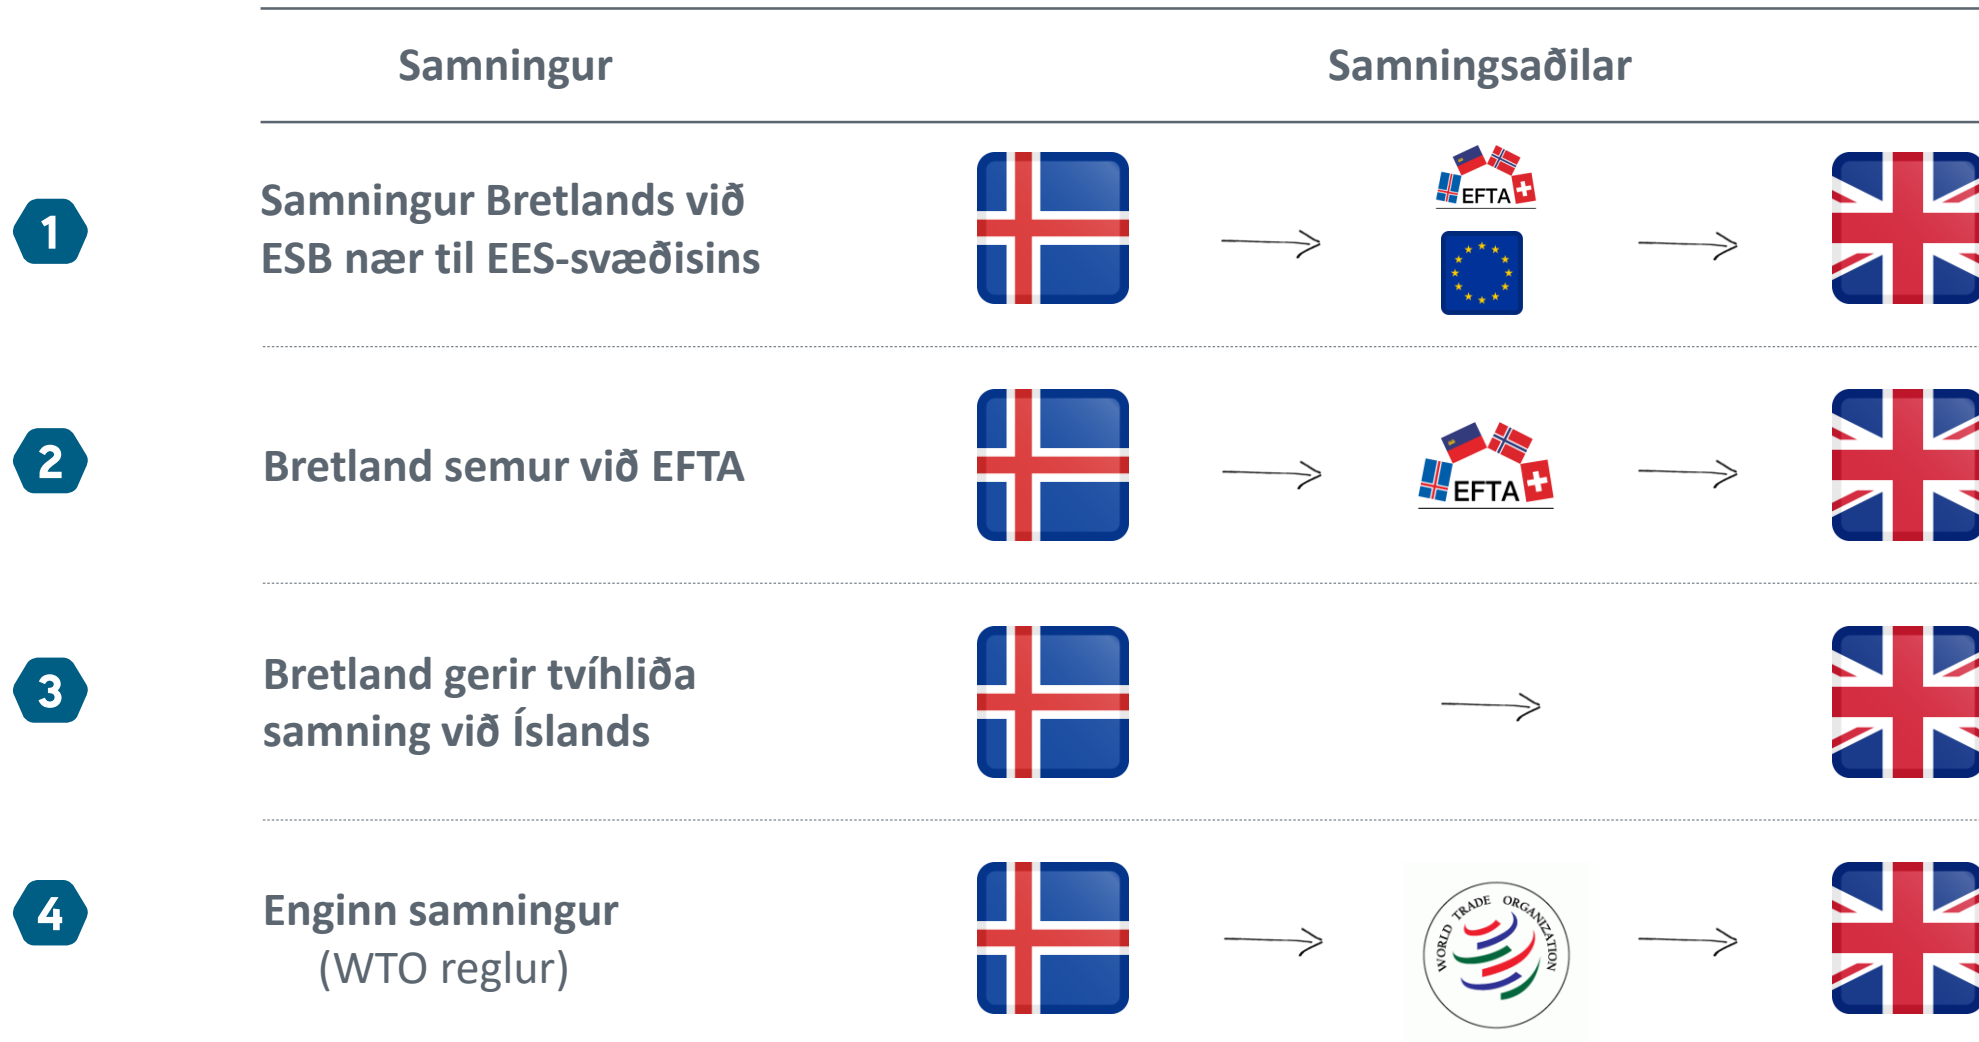 Samningur
Samningsaðilar
1
Samningur Bretlands við
ESB nær til EES-svæðisins
EFTA
2
Bretland semur við EFTA
EFTA
3
Bretland gerir tvíhliða
samning við Íslands
4
Enginn samningur
(WTO reglur)
WORLD TRADE ORGANIZATION